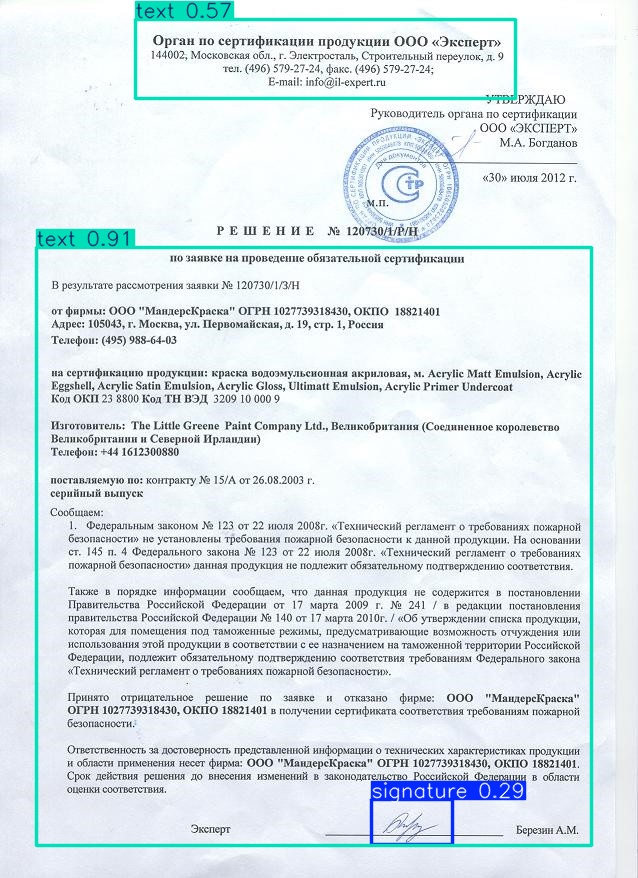 text 0.57
Орган по сертификации продукции ООО «Эксперт»
144002, Московская обл., г. Электросталь, Строительный переулок, д. 9
тел. (496) 579-27-24, факс. (496) 579-27-24;
E-mail: info@il-expert.ru
УТВЕРЖДАЮ
Руководитель органа по сертификации
ООО «ЭКСПЕРТ»
М.А. Богданов
Для документов
м.п.
«30» июля 2012 г.
РЕШЕНИЕ № 120730/1/Р/Н
text 0.91
по заявке на проведение обязательной сертификации
В результате рассмотрения заявки № 120730/1/З/Н
от фирмы: ООО "МандерсКраска" ОГРН 1027739318430, ОКПО 18821401
Адрес: 105043, г. Москва, ул. Первомайская, д. 19, стр. 1, Россия
Телефон: (495) 988-64-03
на сертификацию продукции: краска водоэмульсионная акриловая, м. Acrylic Matt Emulsion, Acrylic
Eggshell, Acrylic Satin Emulsion, Acrylic Gloss, Ultimatt Emulsion, Acrylic Primer Undercoat
Код ОКП 23 8800 Код ТН ВЭД 3209 10 000 9
Изготовитель: The Little Greene Paint Company Ltd., Великобритания (Соединенное королевство
Великобритании и Северной Ирландии)
Телефон: +44 1612300880
поставляемую по: контракту № 15/А от 26.08.2003 г.
серийный выпуск
Сообщаем:
1. Федеральным законом № 123 от 22 июля 2008г. «Технический регламент о требованиях пожарной
безопасности» не установлены требования пожарной безопасности к данной продукции. На основании
ст. 145 п. 4 Федерального закона № 123 от 22 июля 2008г. «Технический регламент о требованиях
пожарной безопасности» данная продукция не подлежит обязательному подтверждению соответствия.
Также в порядке информации сообщаем, что данная продукция не содержится в постановлении
Правительства Российской Федерации от 17 марта 2009 г. № 241 / в редакции постановления
правительства Российской Федерации № 140 от 17 марта 2010г. / «Об утверждении списка продукции,
которая для помещения под таможенные режимы, предусматривающие возможность отчуждения или
использования этой продукции в соответствии с ее назначением на таможенной территории Российской
Федерации, подлежит обязательному подтверждению соответствия требованиям Федерального закона
«Технический регламент о требованиях пожарной безопасности».
Принято отрицательное решение по заявке и отказано фирме: ООО "МандерсКраска"
ОГРН 1027739318430, ОКПО 18821401 в получении сертификата соответствия требованиям пожарной
безопасности.
Ответственность за достоверность представленной информации о технических характеристиках продукции
и области применения несет фирма: ООО "МандерсКраска" ОГРН 1027739318430, ОКПО 18821401.
Срок действия решения до внесения изменений в законодательство Российской Федерации в области
оценки соответствия.
signature 0.29
Эксперт
Березин А.М.